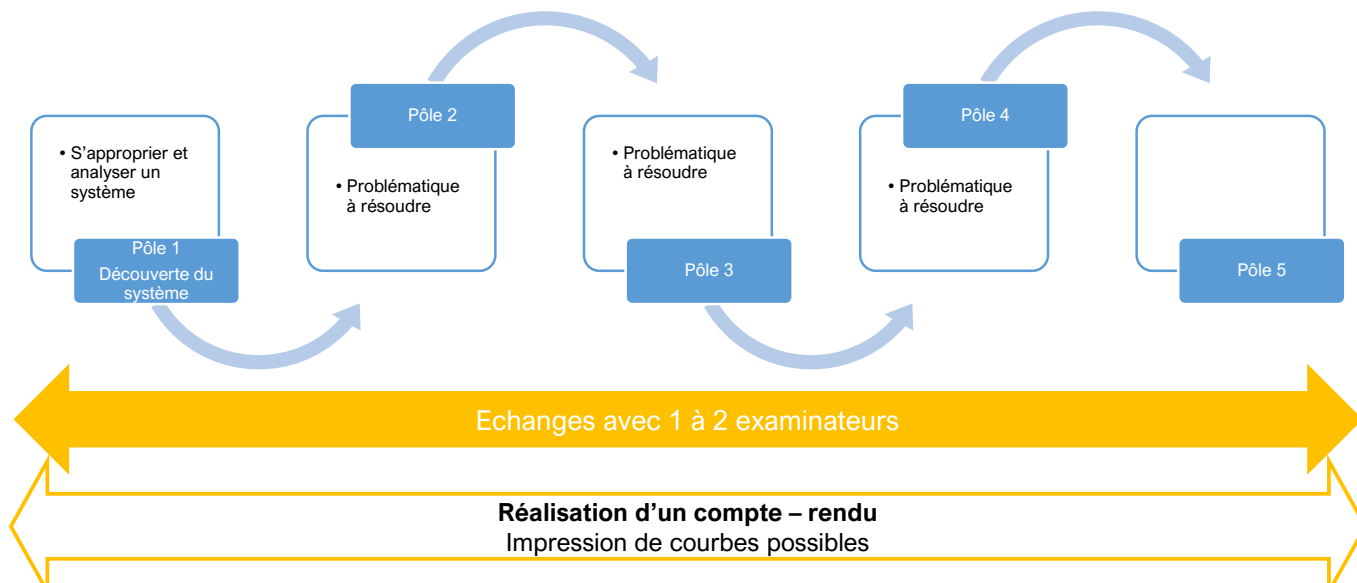 • S'approprier et
analyser un
système
Pôle 1
Découverte du
système
Pôle 2
• Problématique
à résoudre
• Problématique
à résoudre
Pôle 3
Pôle 4
• Problématique
à résoudre
Pôle 5
Echanges avec 1 à 2 examinateurs
Réalisation d'un compte – rendu
Impression de courbes possibles